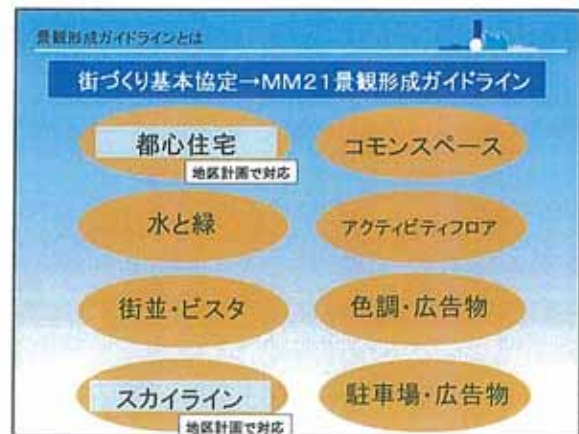 景観形成ガイドラインとは
街づくり基本協定→MM21景観形成ガイドライン
都心住宅
地区計画で対応
コモンスペース
水と緑
アクティビティフロア
街並・ビスタ
色調・広告物
スカイライン
地区計画で対応
駐車場・広告物